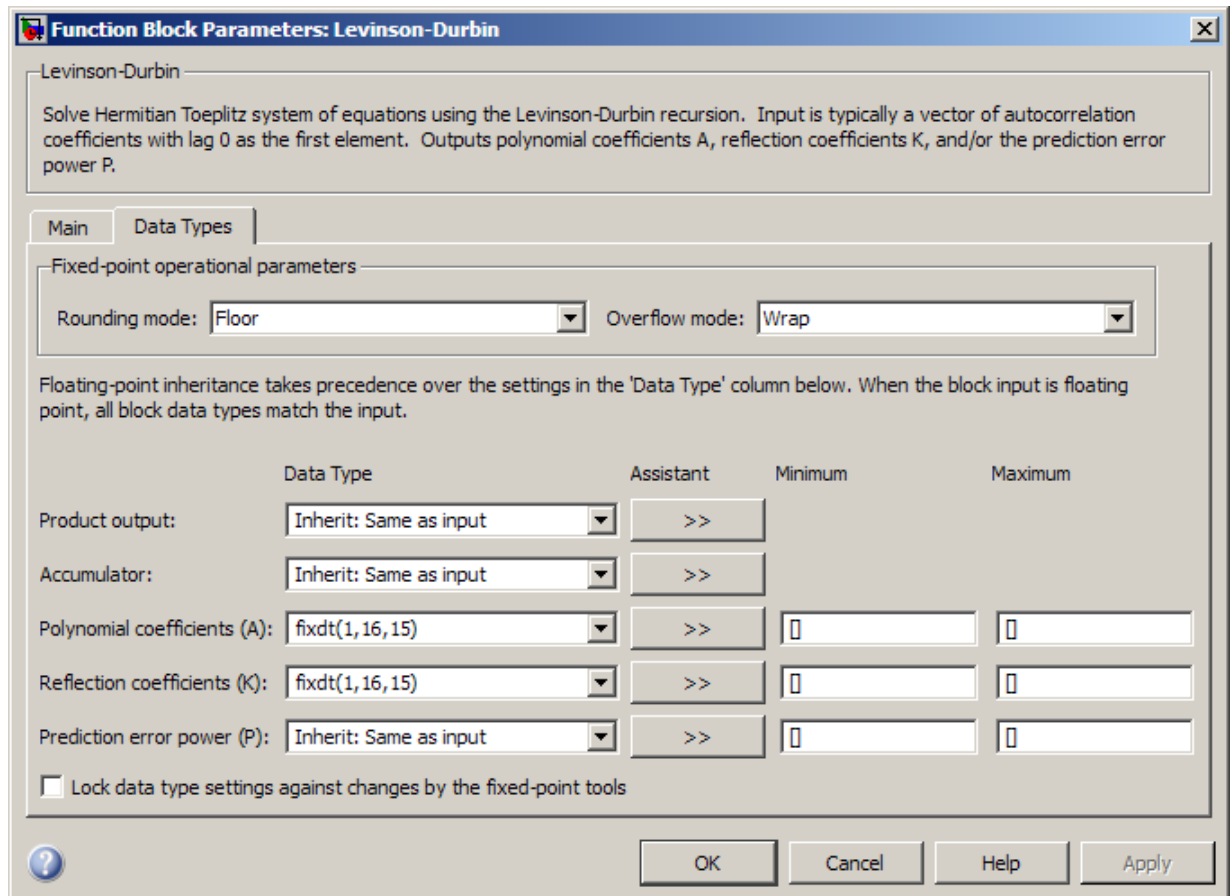 Function Block Parameters: Levinson-Durbin
Levinson-Durbin
Solve Hermitian Toeplitz system of equations using the Levinson-Durbin recursion.  Input is typically a vector of autocorrelation
coefficients with lag 0 as the first element.  Outputs polynomial coefficients A, reflection coefficients K, and/or the prediction error
power P.
Main Data Types
Fixed-point operational parameters
Rounding mode: Floor Overflow mode: Wrap
Floating-point inheritance takes precedence over the settings in the 'Data Type' column below. When the block input is floating
point, all block data types match the input.
Data Type Assistant Minimum Maximum
Product output: Inherit: Same as input >>
Accumulator: Inherit: Same as input >>
Polynomial coefficients (A): fixdt(1,16,15) >> [] []
Reflection coefficients (K): fixdt(1,16,15) >> [] []
Prediction error power (P): Inherit: Same as input >> [] []
Lock data type settings against changes by the fixed-point tools
? OK Cancel Help Apply